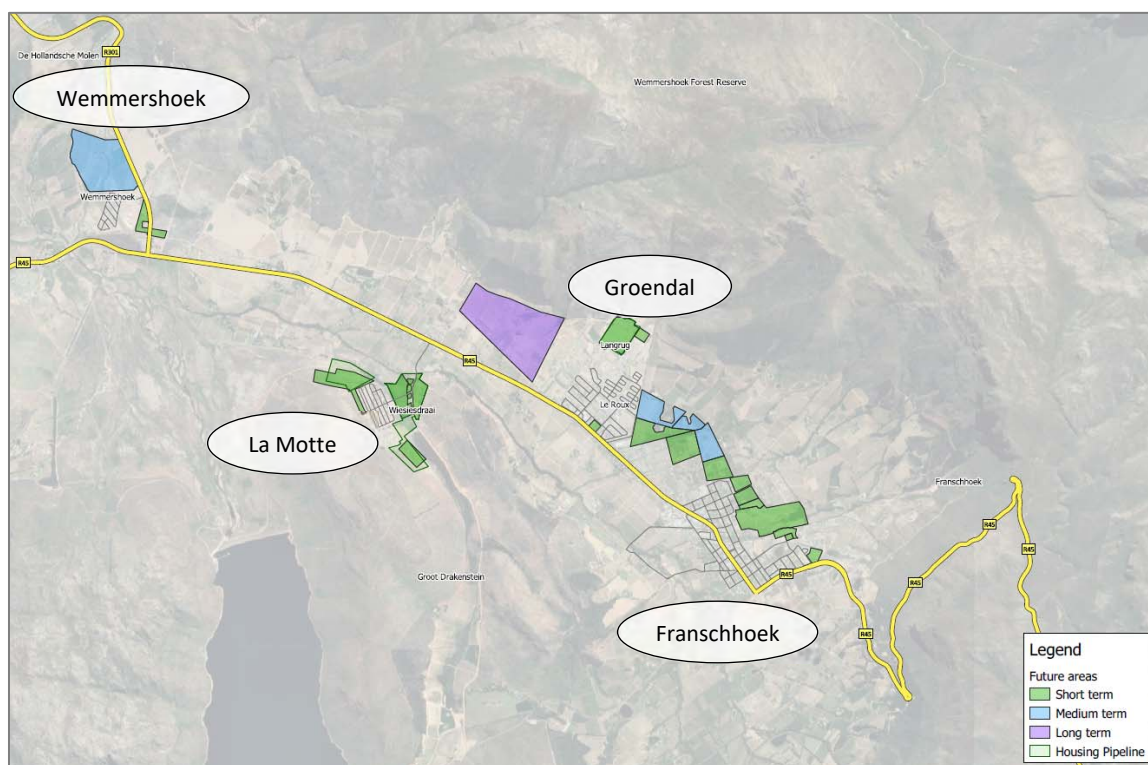 R301
De Hollandsche Molen
Wemmershoek Forest Reserve
Wemmershoek
Wemmershoek
R45
Groendal
Langrug
R45
Le Roux
Wiesiesdraai
La Motte
Franschhoek
R45
R45
R45
Groot Drakenstein
R45
R45
Franschhoek
Legend
Future areas
Short term
Medium term
Long term
Housing Pipeline